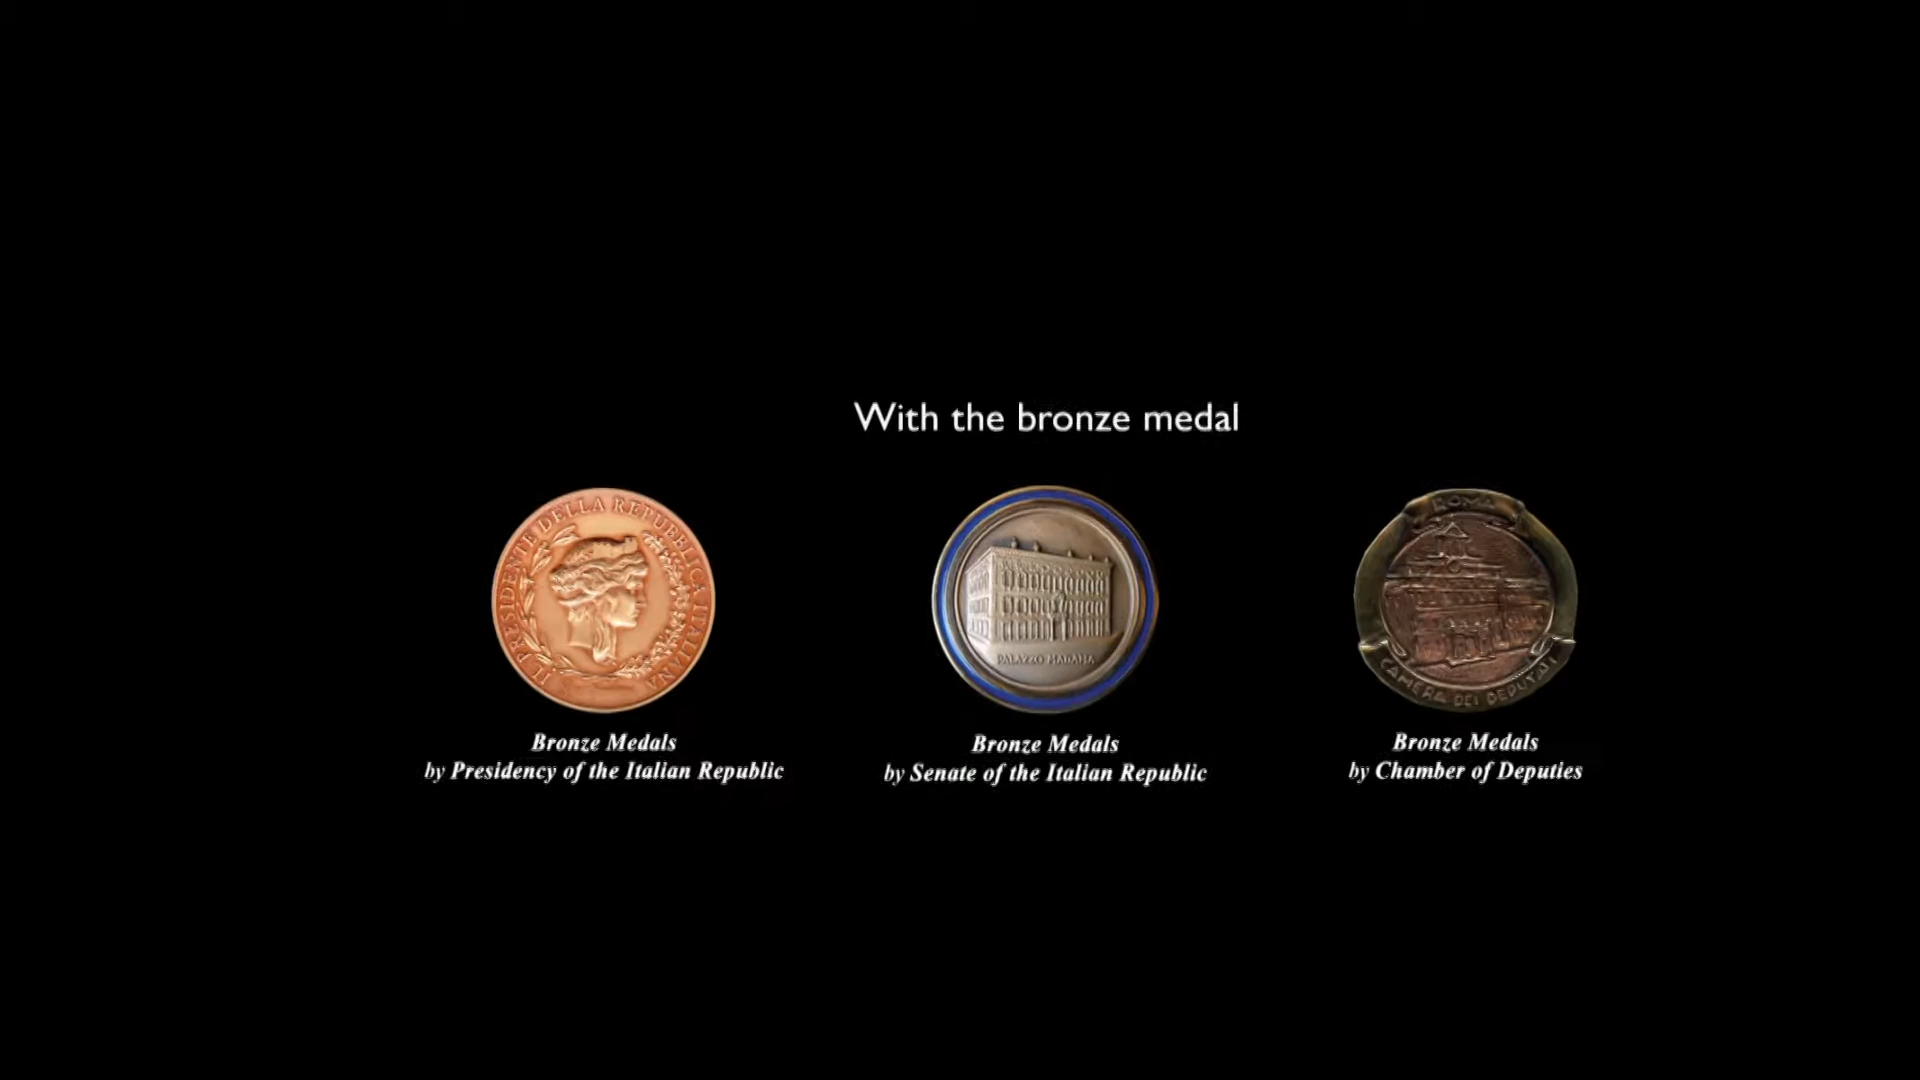 With the bronze medal
IL PRESIDENTE DELLA REPUBBLICA ITALIANA
PALAZZO MADAMA
ROMA
CAMERA DEI DEPUTATI
Bronze Medals
by Presidency of the Italian Republic
Bronze Medals
by Senate of the Italian Republic
Bronze Medals
by Chamber of Deputies